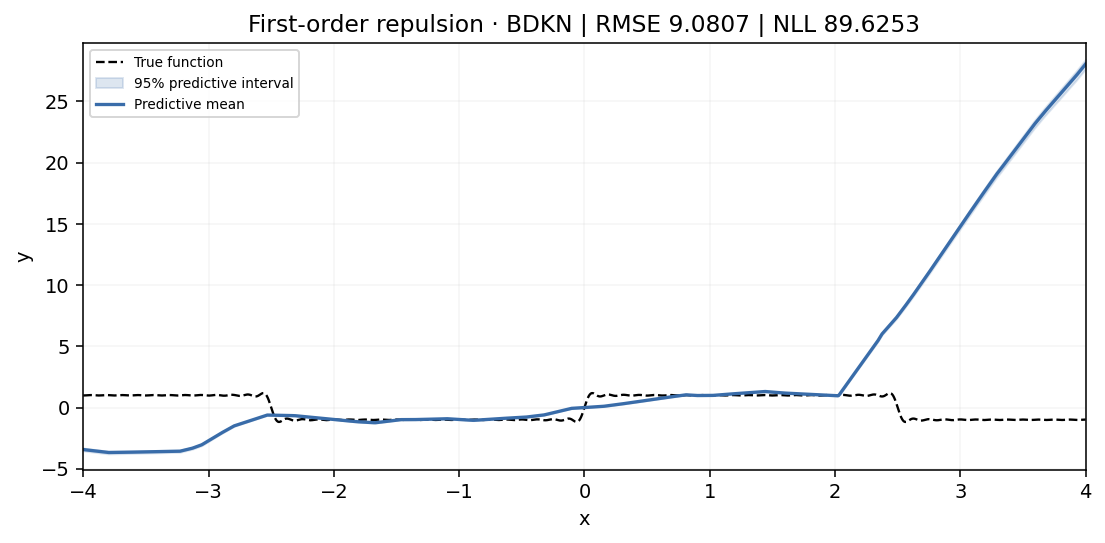 First-order repulsion · BDKN | RMSE 9.0807 | NLL 89.6253
True function
95% predictive interval
Predictive mean
25
20
15
10
5
0
−5
y
−4 −3 −2 −1 0 1 2 3 4
x